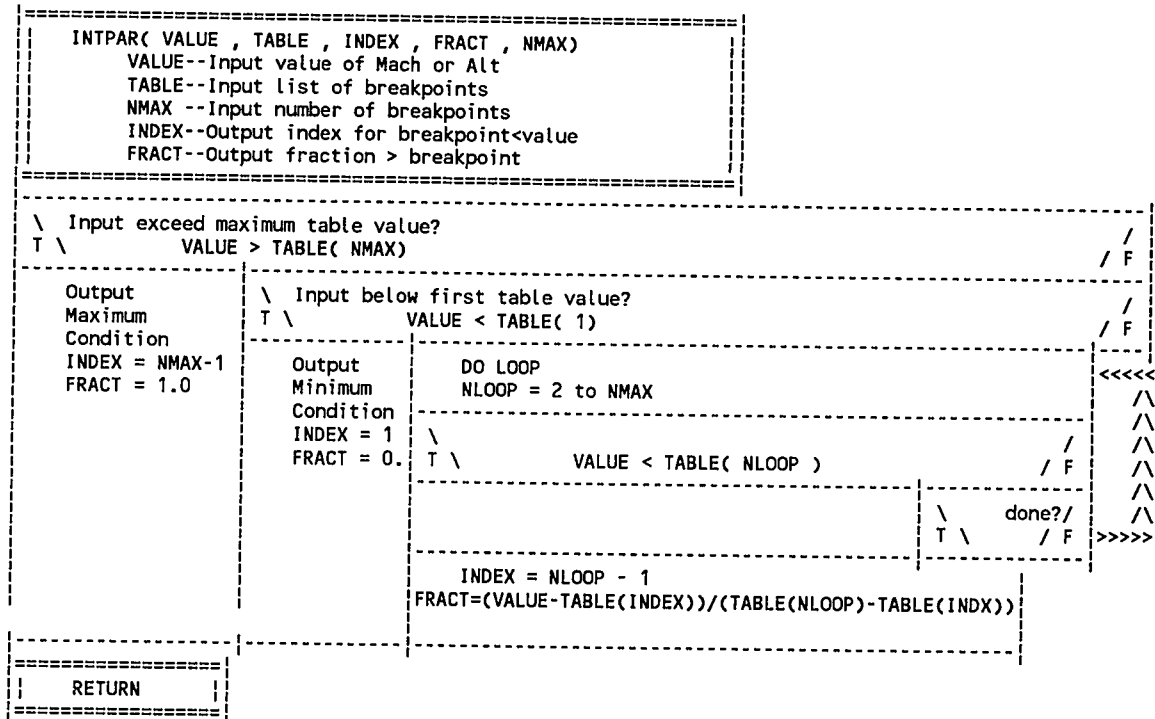 INTPAR( VALUE , TABLE , INDEX , FRACT , NMAX)
VALUE--Input value of Mach or Alt
TABLE--Input list of breakpoints
NMAX --Input number of breakpoints
INDEX--Output index for breakpoint<value
FRACT--Output fraction > breakpoint
\ Input exceed maximum table value? /
T \ VALUE > TABLE( NMAX) / F
Output
Maximum
Condition
INDEX = NMAX-1
FRACT = 1.0
\ Input below first table value? /
T \ VALUE < TABLE( 1) / F
Output
Minimum
Condition
INDEX = 1
FRACT = 0.
DO LOOP
NLOOP = 2 to NMAX
<<<<<
\ /
T \ VALUE < TABLE( NLOOP ) / F
\ done?/
T \ / F >>>>>
INDEX = NLOOP - 1
FRACT=(VALUE-TABLE(INDEX))/(TABLE(NLOOP)-TABLE(INDX))
RETURN